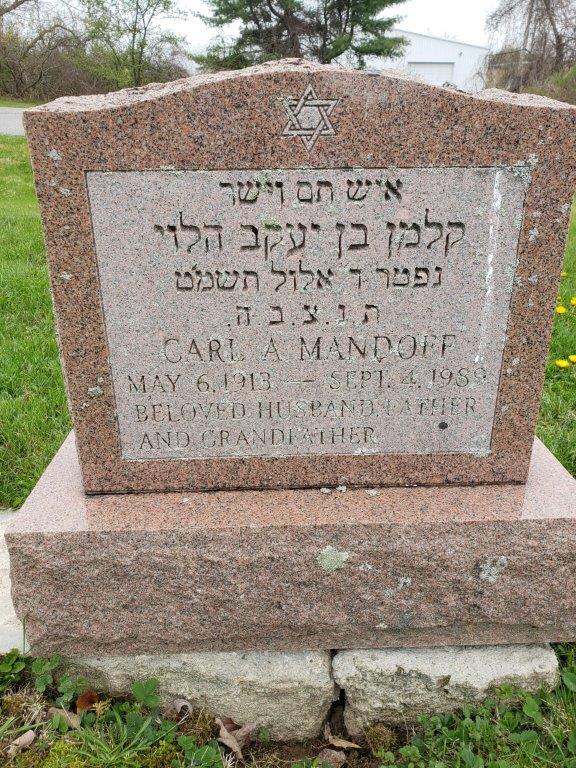 איש תם וישר
קלמן בן יעקב הלוי
נפטר ד אלול תשמ״ט
ת.נ.צ.ב.ה.
CARL A MANDOFF
MAY 6, 1913 — SEPT. 4, 1989
BELOVED HUSBAND, FATHER
AND GRANDFATHER